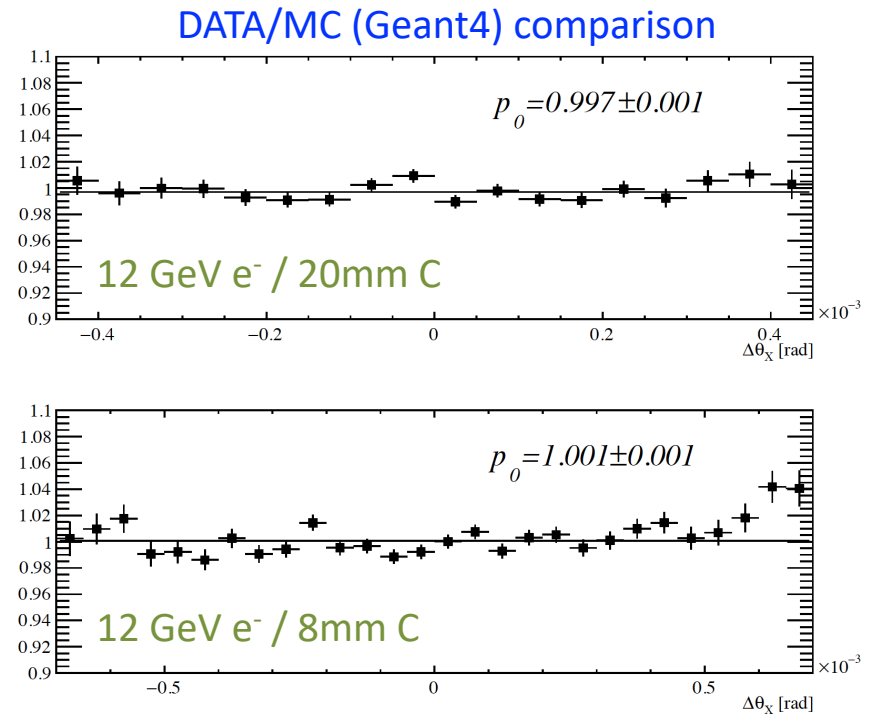 DATA/MC (Geant4) comparison
1.1
1.08
1.06
1.04
1.02
1
0.98
0.96
0.94
0.92
0.9
p₀=0.997±0.001
12 GeV e⁻ / 20mm C
−0.4 −0.2 0 0.2 0.4
×10⁻³
Δθ_X [rad]
1.1
1.08
1.06
1.04
1.02
1
0.98
0.96
0.94
0.92
0.9
p₀=1.001±0.001
12 GeV e⁻ / 8mm C
−0.5 0 0.5
×10⁻³
Δθ_X [rad]